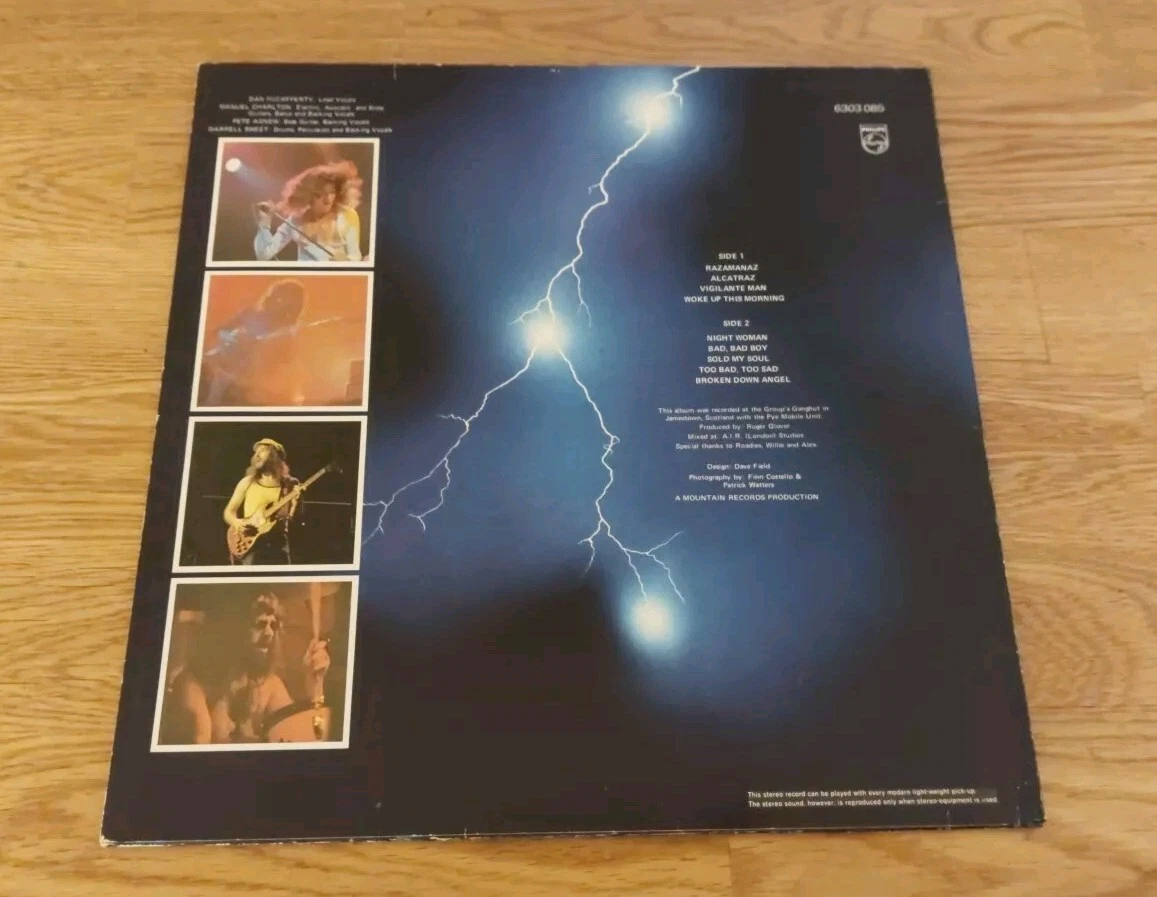 DAN McCAFFERTY: Lead Vocals
MANUEL CHARLTON: Electric, Acoustic and Slide
Guitars, Banjo and Backing Vocals
PETE AGNEW: Bass Guitar, Backing Vocals
DARRELL SWEET: Drums, Percussion and Backing Vocals
6303 085
PHILIPS
SIDE 1
RAZAMANAZ
ALCATRAZ
VIGILANTE MAN
WOKE UP THIS MORNING
SIDE 2
NIGHT WOMAN
BAD, BAD BOY
SOLD MY SOUL
TOO BAD, TOO SAD
BROKEN DOWN ANGEL
This album was recorded at the Group's Ganghut in
Jamestown, Scotland with the Pye Mobile Unit.
Produced by: Roger Glover
Mixed at: A.I.R. (London) Studios
Special thanks to Roadies, Willie and Alex.
Design: Dave Field
Photography by: Finn Costello &
Patrick Watters
A MOUNTAIN RECORDS PRODUCTION
This stereo record can be played with every modern light-weight pick-up.
The stereo sound, however, is reproduced only when stereo-equipment is used.